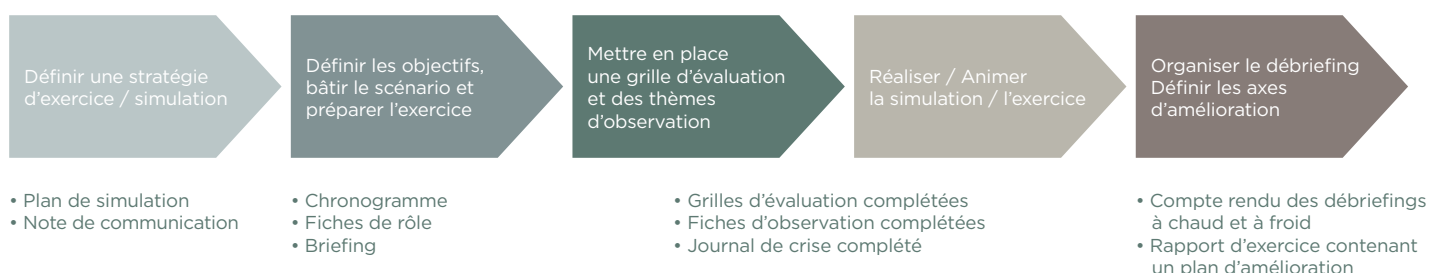 Définir une stratégie
d'exercice / simulation
Définir les objectifs,
bâtir le scénario et
préparer l'exercice
Mettre en place
une grille d'évaluation
et des thèmes
d'observation
Réaliser / Animer
la simulation / l'exercice
Organiser le débriefing
Définir les axes
d'amélioration
• Plan de simulation
• Note de communication
• Chronogramme
• Fiches de rôle
• Briefing
• Grilles d'évaluation complétées
• Fiches d'observation complétées
• Journal de crise complété
• Compte rendu des débriefings
à chaud et à froid
• Rapport d'exercice contenant
un plan d'amélioration